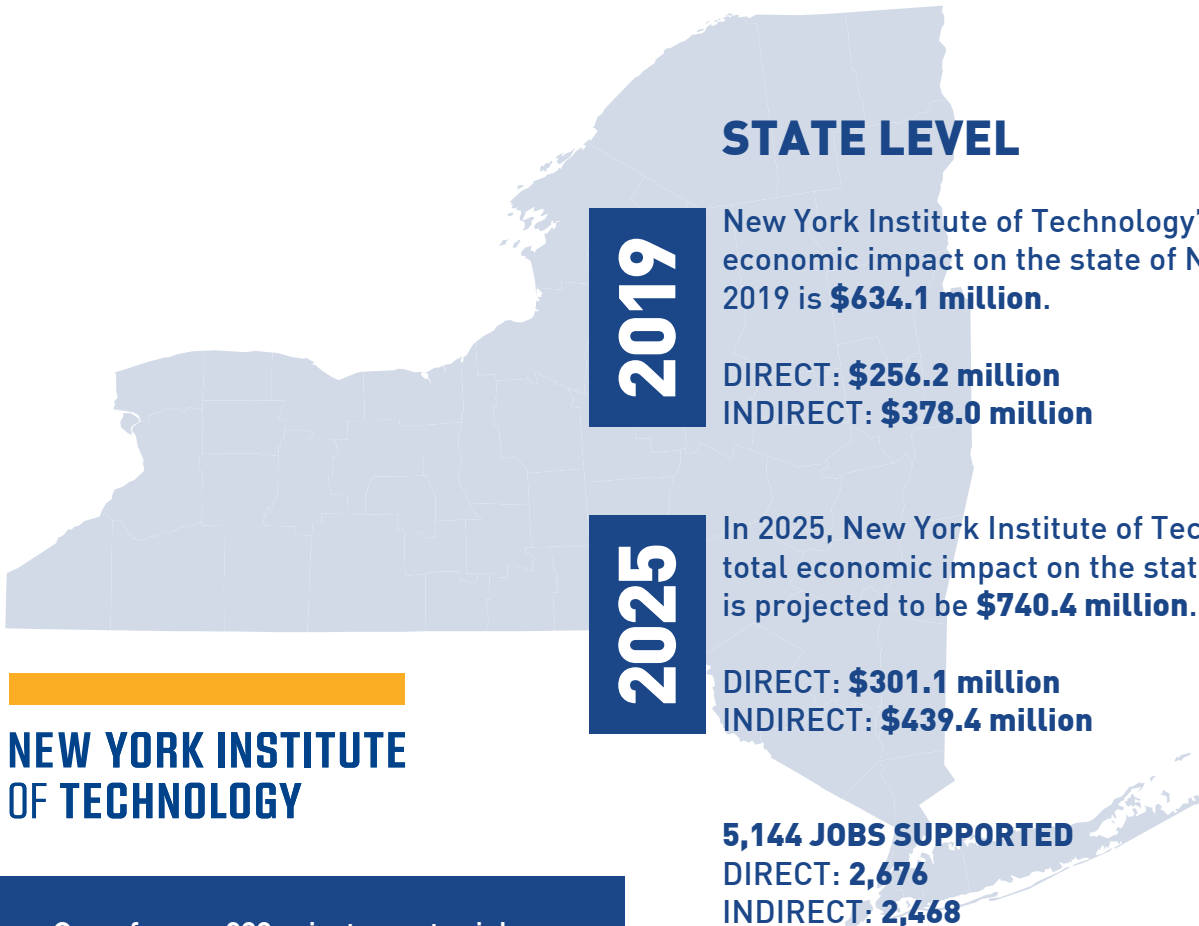 STATE LEVEL
2019
New York Institute of Technology'
economic impact on the state of N
2019 is $634.1 million.
DIRECT: $256.2 million
INDIRECT: $378.0 million
2025
In 2025, New York Institute of Tec
total economic impact on the stat
is projected to be $740.4 million.
DIRECT: $301.1 million
INDIRECT: $439.4 million
NEW YORK INSTITUTE
OF TECHNOLOGY
5,144 JOBS SUPPORTED
DIRECT: 2,676
INDIRECT: 2,468